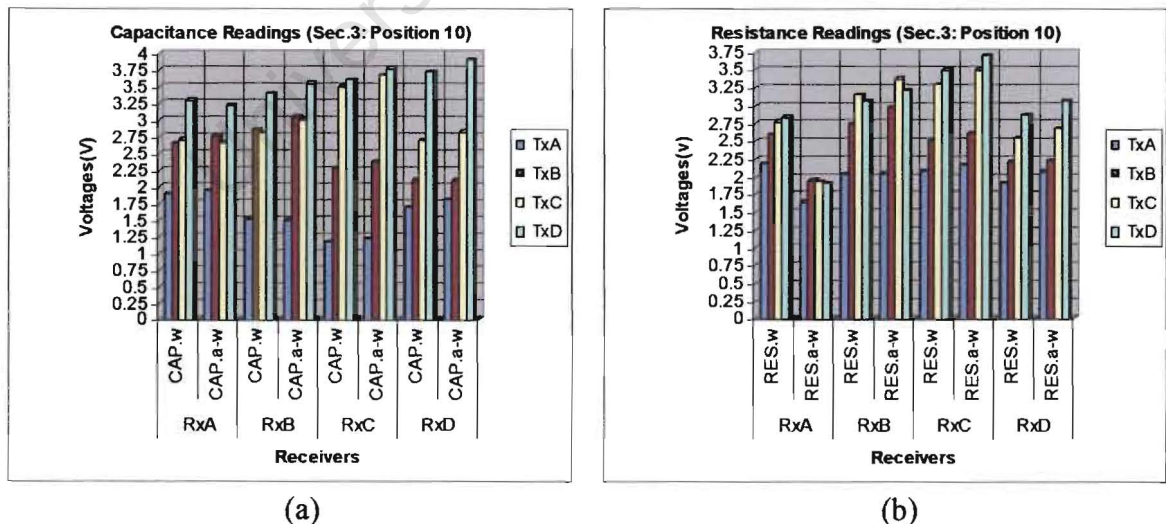 Capacitance Readings (Sec.3: Position 10)
Voltages(V)
4
3.75
3.5
3.25
3
2.75
2.5
2.25
2
1.75
1.5
1.25
1
0.75
0.5
0.25
0
CAP.w
CAP.a-w
CAP.w
CAP.a-w
CAP.w
CAP.a-w
CAP.w
CAP.a-w
RxA
RxB
RxC
RxD
Receivers
TxA
TxB
TxC
TxD
(a)
Resistance Readings (Sec.3: Position 10)
Voltages(v)
3.75
3.5
3.25
3
2.75
2.5
2.25
2
1.75
1.5
1.25
1
0.75
0.5
0.25
0
RES.w
RES.a-w
RES.w
RES.a-w
RES.w
RES.a-w
RES.w
RES.a-w
RxA
RxB
RxC
RxD
Receivers
TxA
TxB
TxC
TxD
(b)